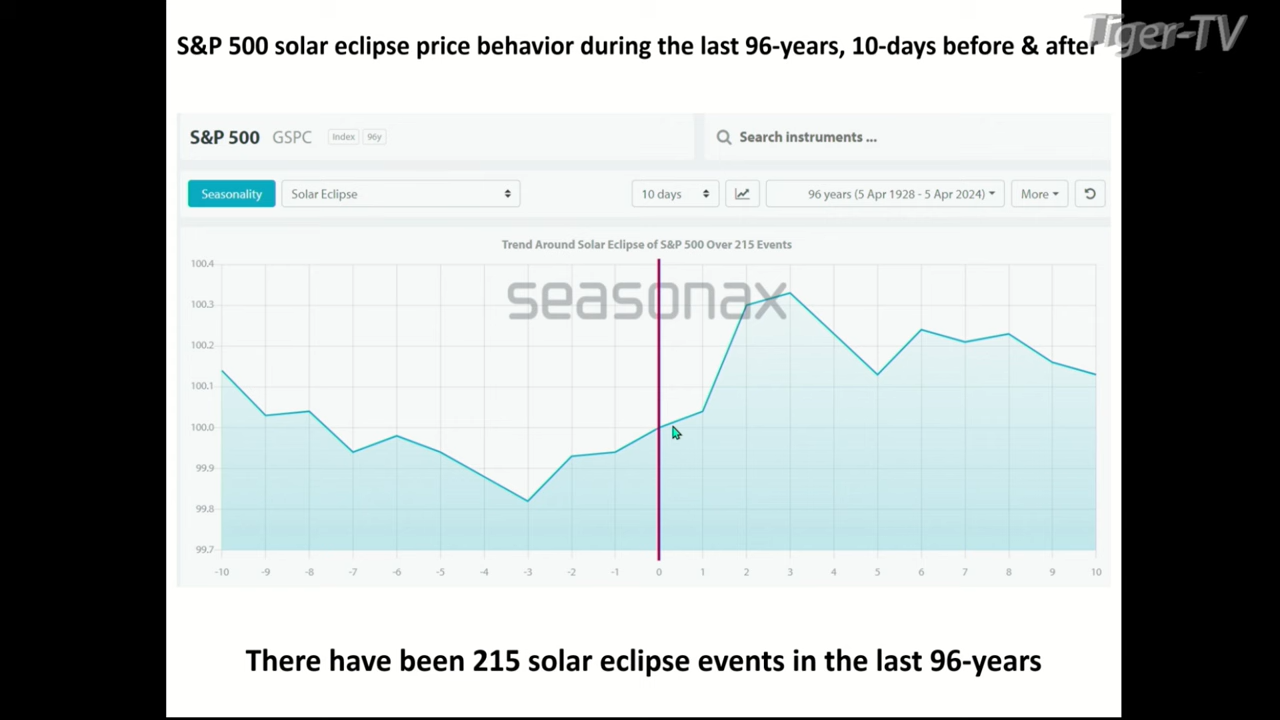 Tiger-TV
S&P 500 solar eclipse price behavior during the last 96-years, 10-days before & after
S&P 500 GSPC Index 96y Search instruments ...
Seasonality Solar Eclipse 10 days 96 years (5 Apr 1928 - 5 Apr 2024) More
Trend Around Solar Eclipse of S&P 500 Over 215 Events
seasonax
100.4
100.3
100.2
100.1
100.0
99.9
99.8
99.7
-10 -9 -8 -7 -6 -5 -4 -3 -2 -1 0 1 2 3 4 5 6 7 8 9 10
There have been 215 solar eclipse events in the last 96-years